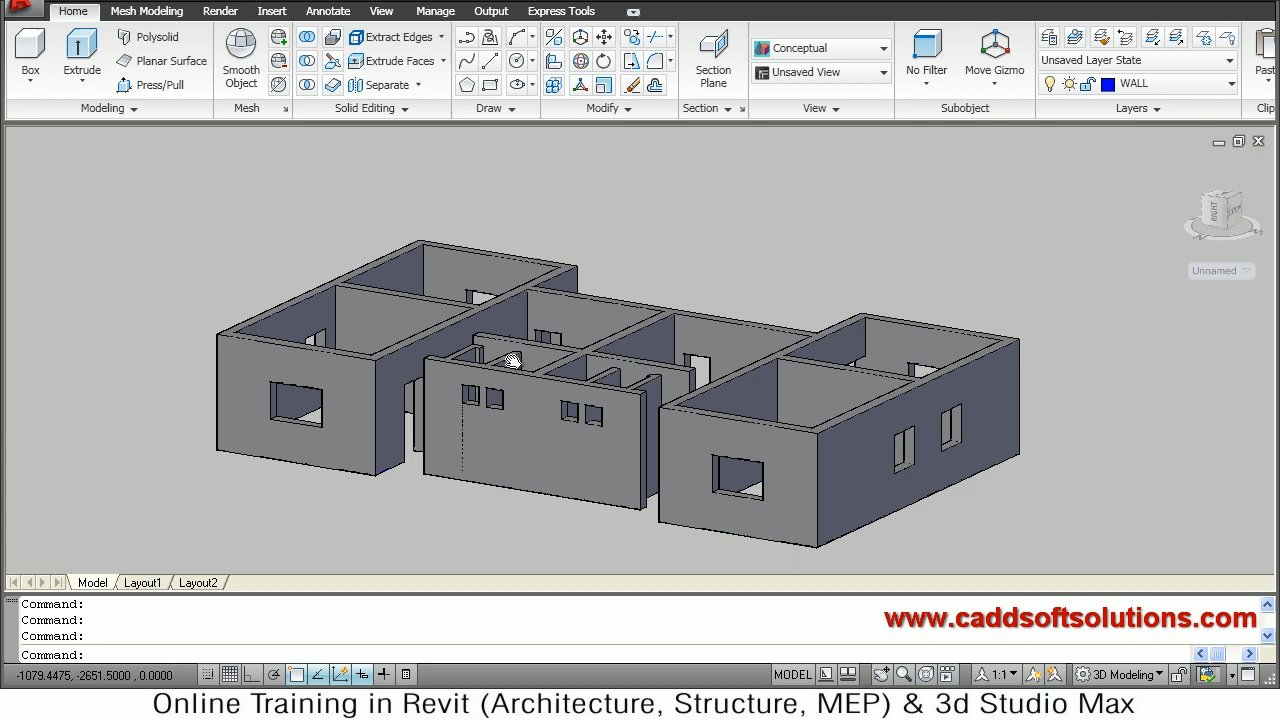 Home Mesh Modeling Render Insert Annotate View Manage Output Express Tools
Box
Extrude
Polysolid
Planar Surface
Press/Pull
Smooth Object
Extract Edges
Extrude Faces
Separate
Section Plane
Conceptual
Unsaved View
No Filter
Move Gizmo
Unsaved Layer State
WALL
Modeling Mesh Solid Editing Draw Modify Section View Subobject Layers
RIGHT
Unnamed
Model Layout1 Layout2
Command:
Command:
Command:
Command:
www.caddsoftsolutions.com
-1079.4475, -2651.5000 , 0.0000
MODEL
1:1
3D Modeling
Online Training in Revit (Architecture, Structure, MEP) & 3d Studio Max